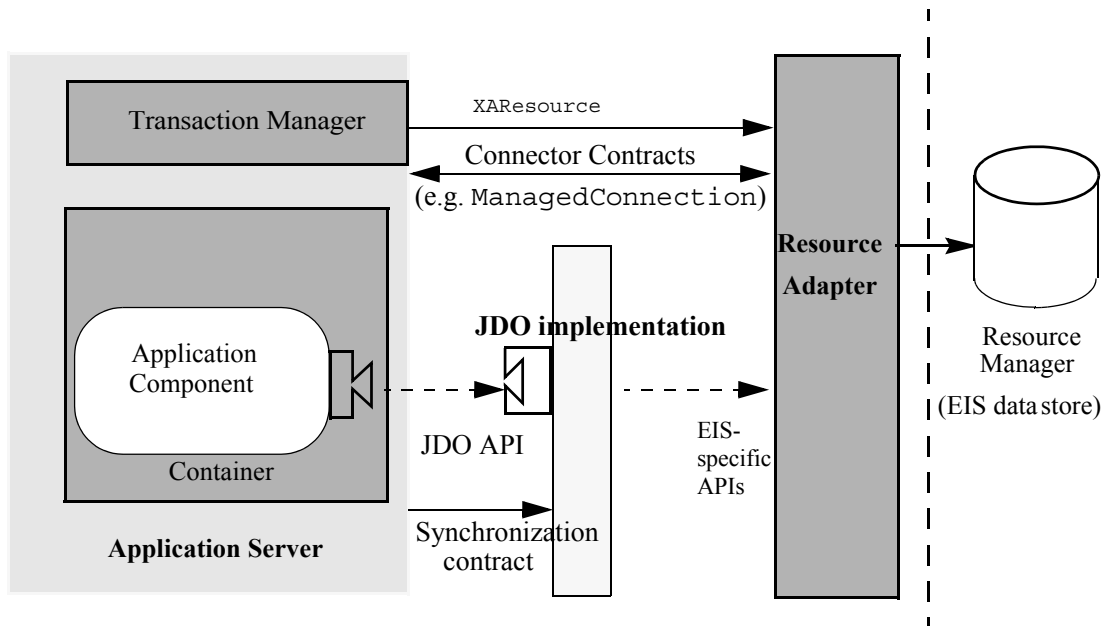 Transaction Manager
XAResource
Connector Contracts
(e.g. ManagedConnection)
Resource
Adapter
JDO implementation
Application
Component
Container
JDO API
EIS-
specific
APIs
Synchronization
contract
Application Server
Resource
Manager
(EIS data store)